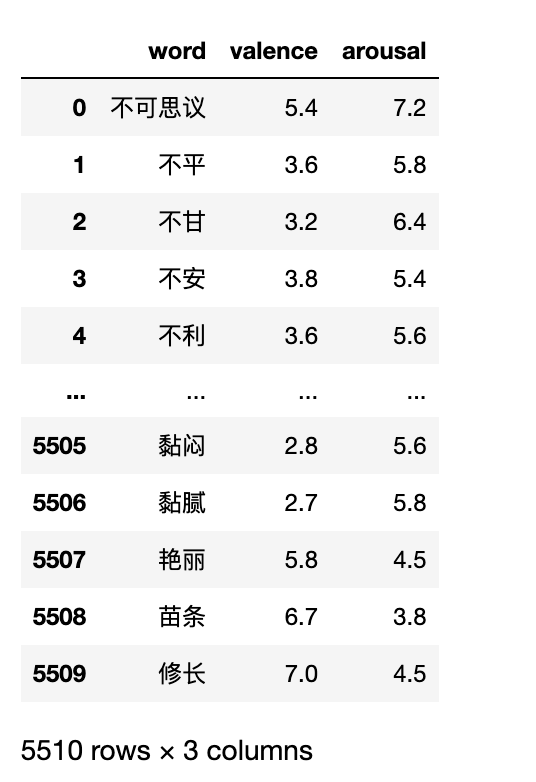 word valence arousal
0 不可思议 5.4 7.2
1 不平 3.6 5.8
2 不甘 3.2 6.4
3 不安 3.8 5.4
4 不利 3.6 5.6
... ... ... ...
5505 黏闷 2.8 5.6
5506 黏腻 2.7 5.8
5507 艳丽 5.8 4.5
5508 苗条 6.7 3.8
5509 修长 7.0 4.5
5510 rows × 3 columns